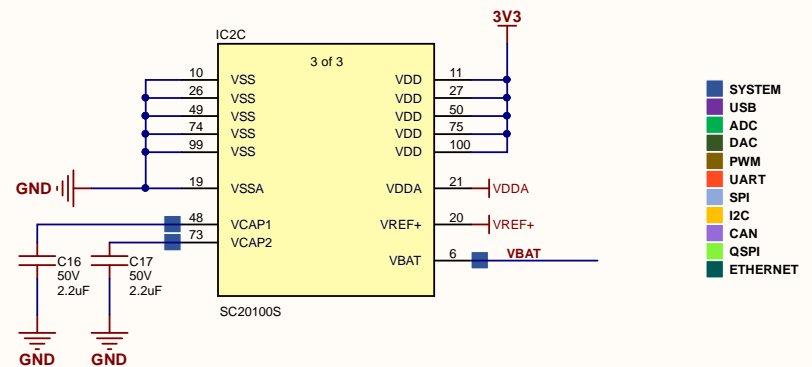 3V3
IC2C
3 of 3
10 VSS VDD 11
26 VSS VDD 27
49 VSS VDD 50
74 VSS VDD 75
99 VSS VDD 100
GND 19 VSSA VDDA 21 VDDA
48 VCAP1 VREF+ 20 VREF+
73 VCAP2
VBAT 6 VBAT
C16
50V
2.2uF
C17
50V
2.2uF
SC20100S
GND
GND
SYSTEM
USB
ADC
DAC
PWM
UART
SPI
I2C
CAN
QSPI
ETHERNET